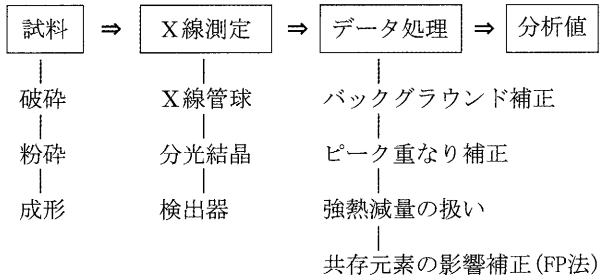 試料 ⇒ X線測定 ⇒ データ処理 ⇒ 分析値
破砕 X線管球 バックグラウンド補正
粉砕 分光結晶 ピーク重なり補正
成形 検出器 強熱減量の扱い
共存元素の影響補正(FP法)